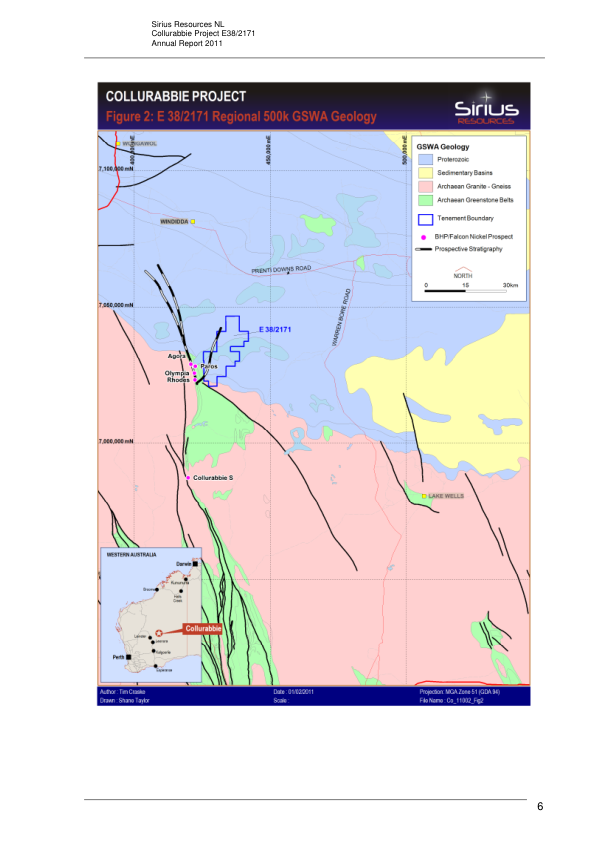 Sirius Resources NL
Collurabbie Project E38/2171
Annual Report 2011
COLLURABBIE PROJECT
Figure 2: E 38/2171 Regional 500k GSWA Geology
Sirius
RESOURCES
400,000 mE
450,000 mE
500,000 mE
7,100,000 mN
WINDIDDA
PRENTI DOWNS ROAD
WARREN BORE ROAD
7,050,000 mN
E 38/2171
Agora
Paros
Olympia
Rhodes
7,000,000 mN
Collurabbie S
LAKE WELLS
GSWA Geology
Proterozoic
Sedimentary Basins
Archaean Granite - Gneiss
Archaean Greenstone Belts
Tenement Boundary
BHP/Falcon Nickel Prospect
Prospective Stratigraphy
NORTH
0 15 30km
WESTERN AUSTRALIA
Darwin
Kununurra
Broome
Halls
Creek
Collurabbie
Leinster
Leonora
Kalgoorlie
Perth
Esperance
Author : Tim Craske
Drawn : Shane Taylor
Date : 01/02/2011
Scale :
Projection: MGA Zone 51 (GDA 94)
File Name : Co_11002_Fig2
6